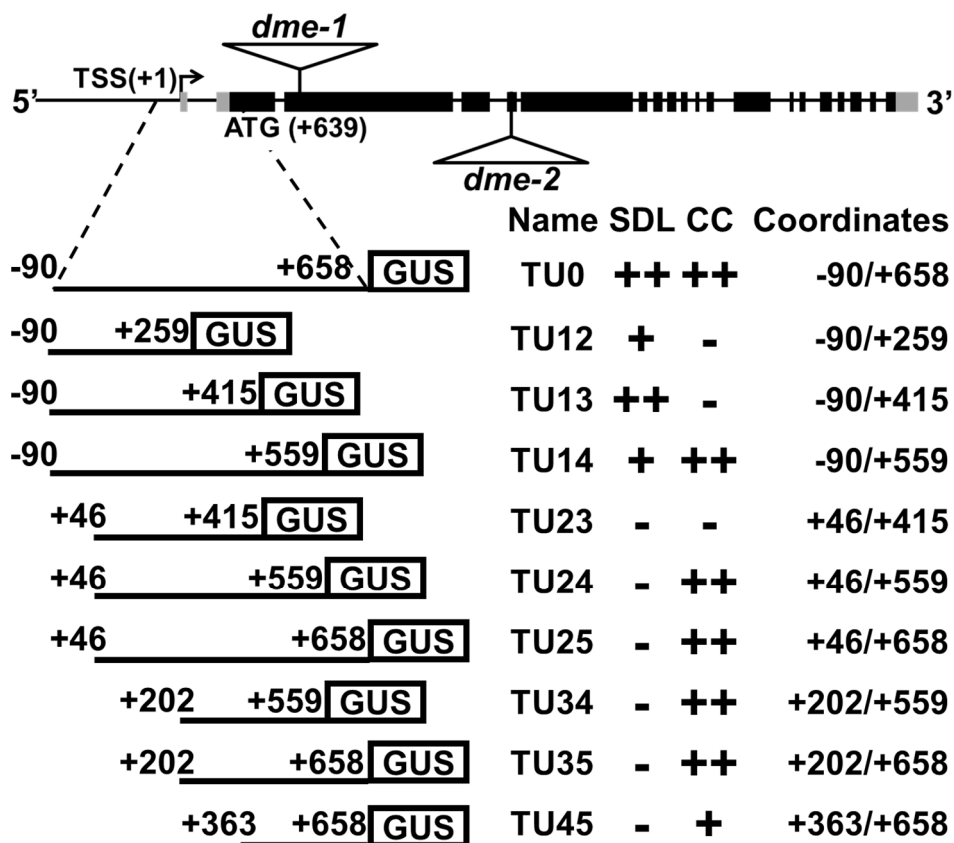 dme-1
TSS(+1)
5’ 3’
ATG (+639)
dme-2
Name SDL CC Coordinates
-90 +658 GUS TU0 ++ ++ -90/+658
-90 +259 GUS TU12 + - -90/+259
-90 +415 GUS TU13 ++ - -90/+415
-90 +559 GUS TU14 + ++ -90/+559
+46 +415 GUS TU23 - - +46/+415
+46 +559 GUS TU24 - ++ +46/+559
+46 +658 GUS TU25 - ++ +46/+658
+202 +559 GUS TU34 - ++ +202/+559
+202 +658 GUS TU35 - ++ +202/+658
+363 +658 GUS TU45 - + +363/+658